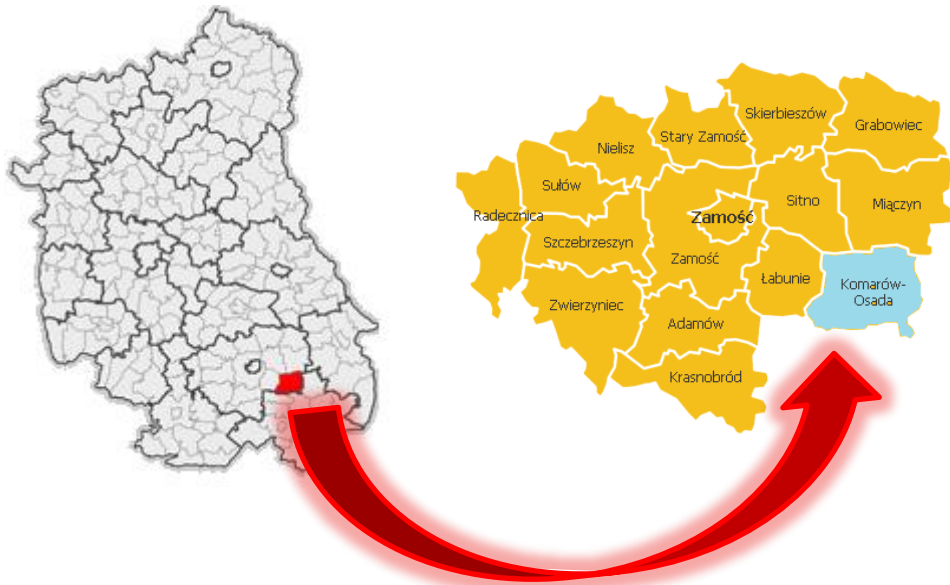 Skierbieszów
Grabowiec
Stary Zamość
Nielisz
Sułów
Sitno
Miączyn
Radecznica
Zamość
Szczebrzeszyn
Zamość
Łabunie
Komarów-
Osada
Zwierzyniec
Adamów
Krasnobród